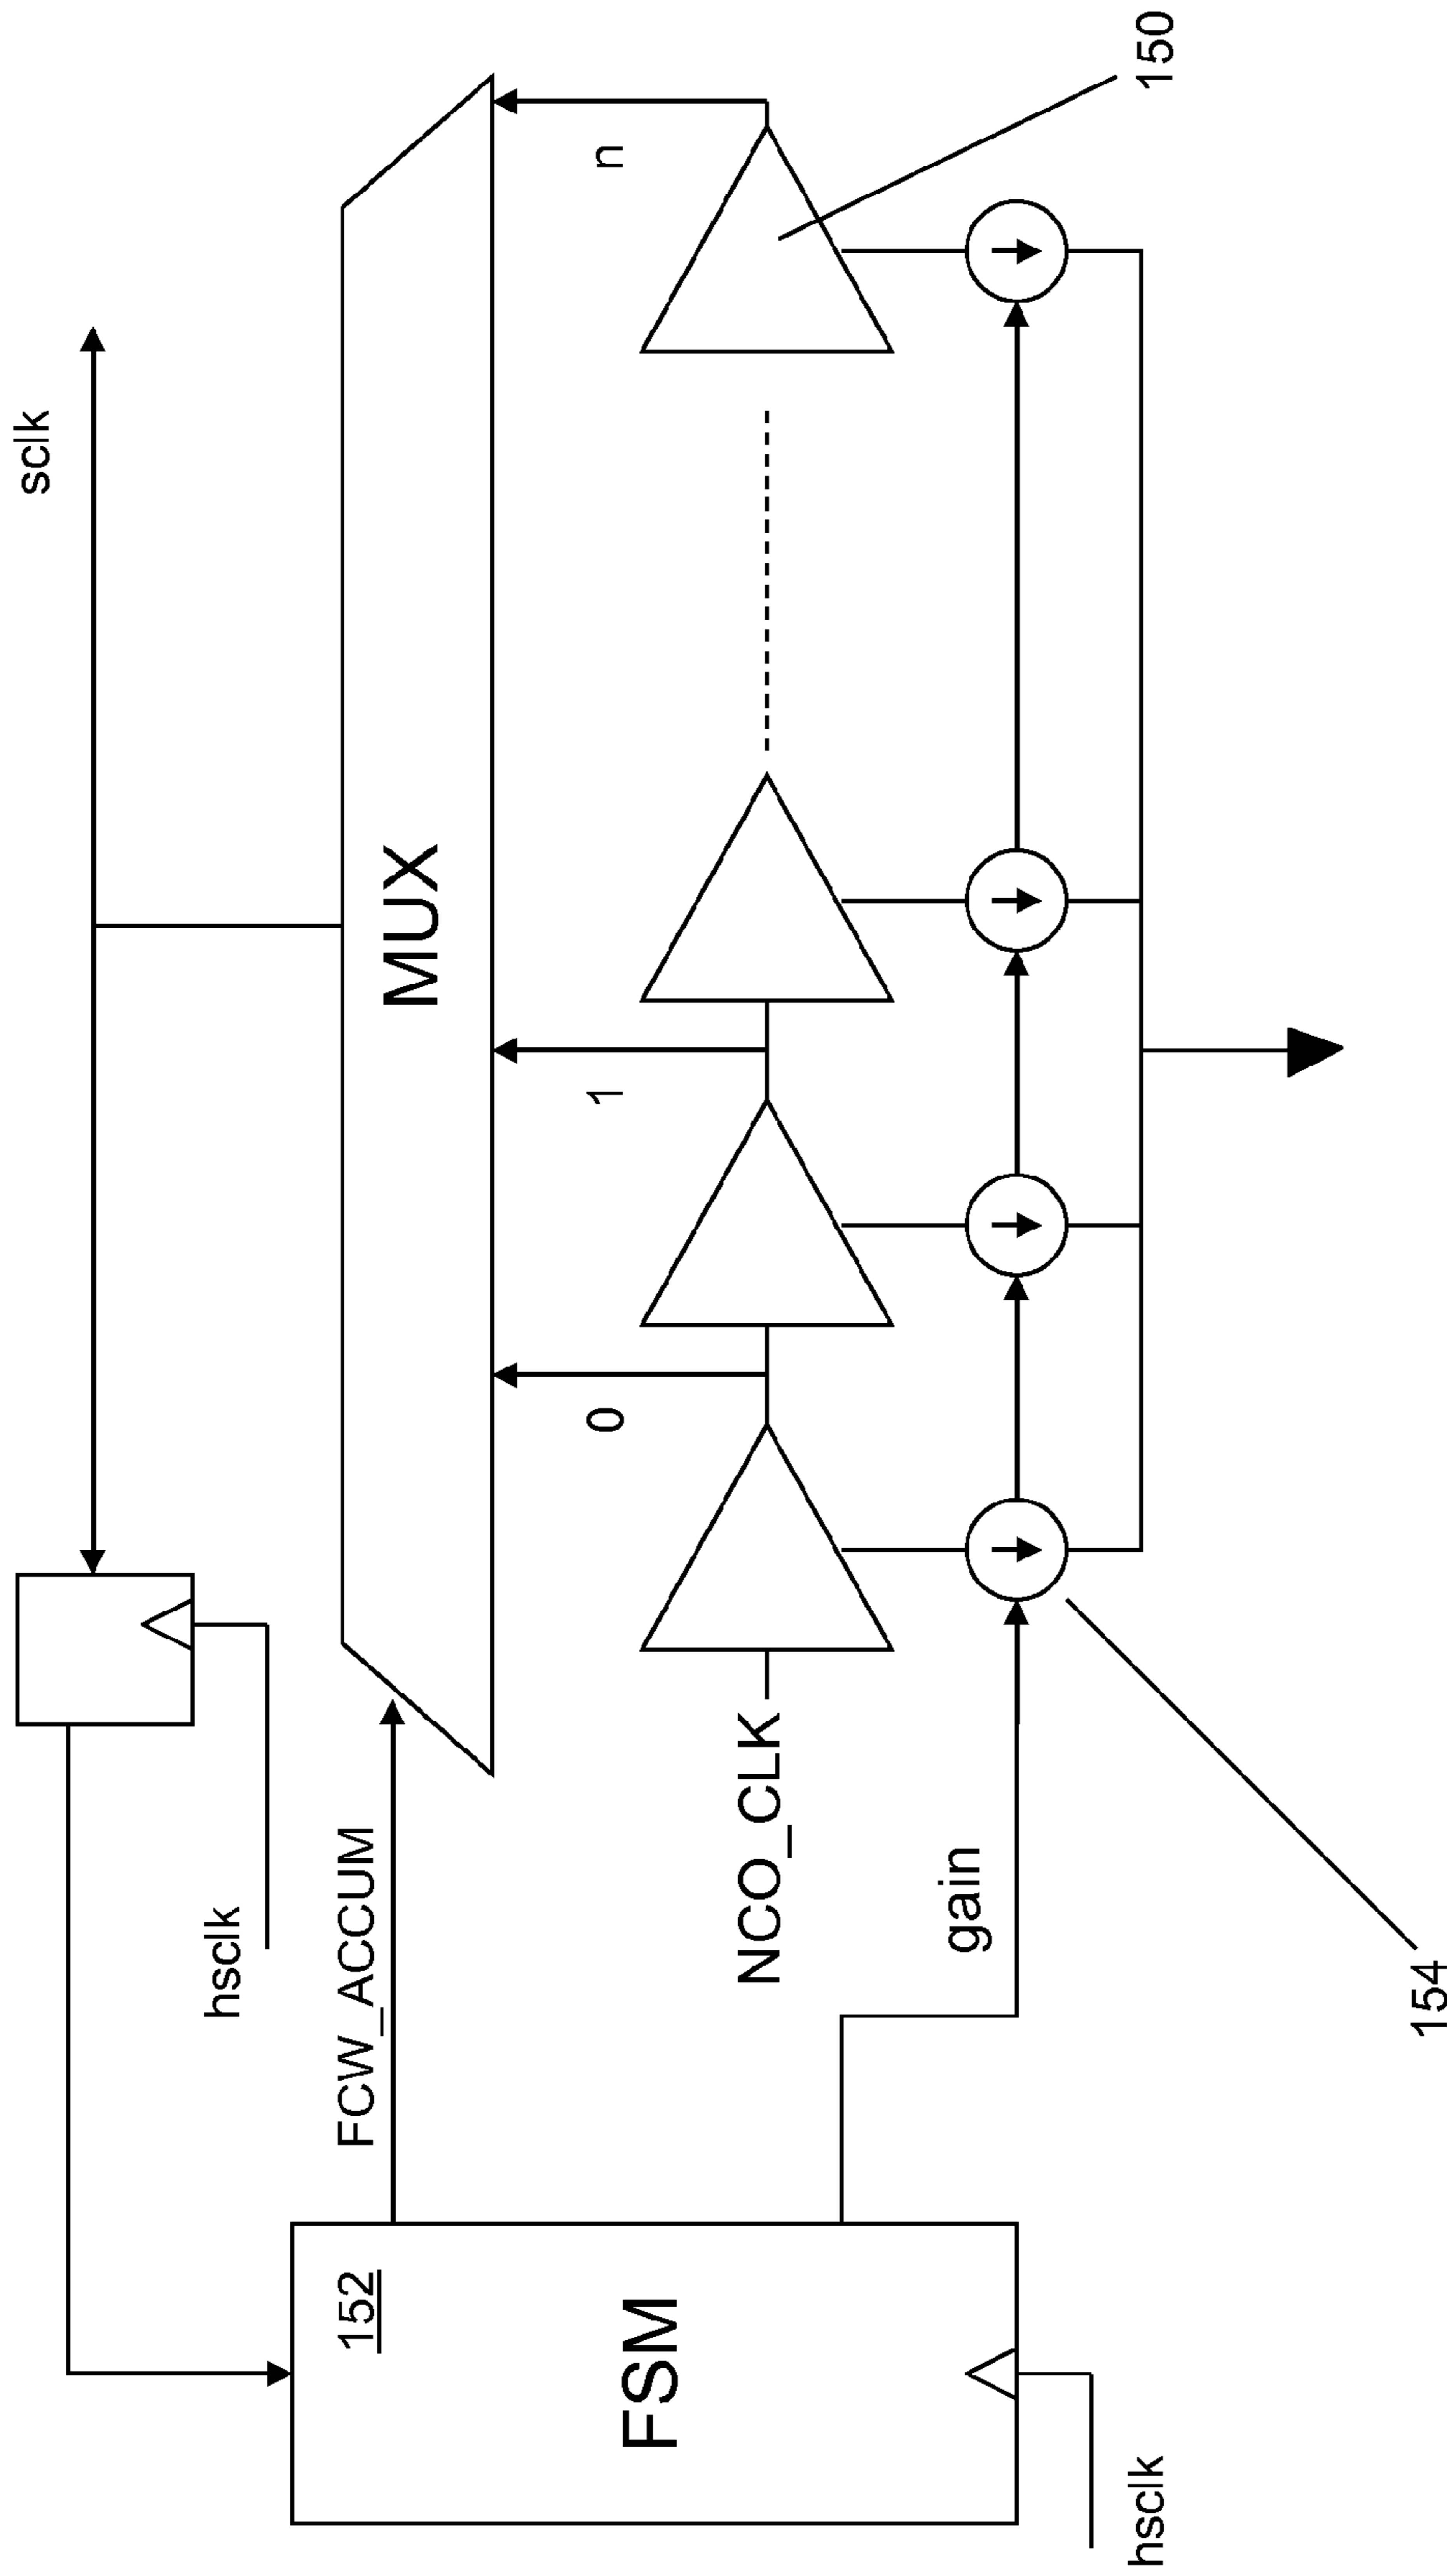 sclk
hsclk
MUX
FCW_ACCUM
152
0
1
n
FSM
NCO_CLK
gain
150
hsclk
154